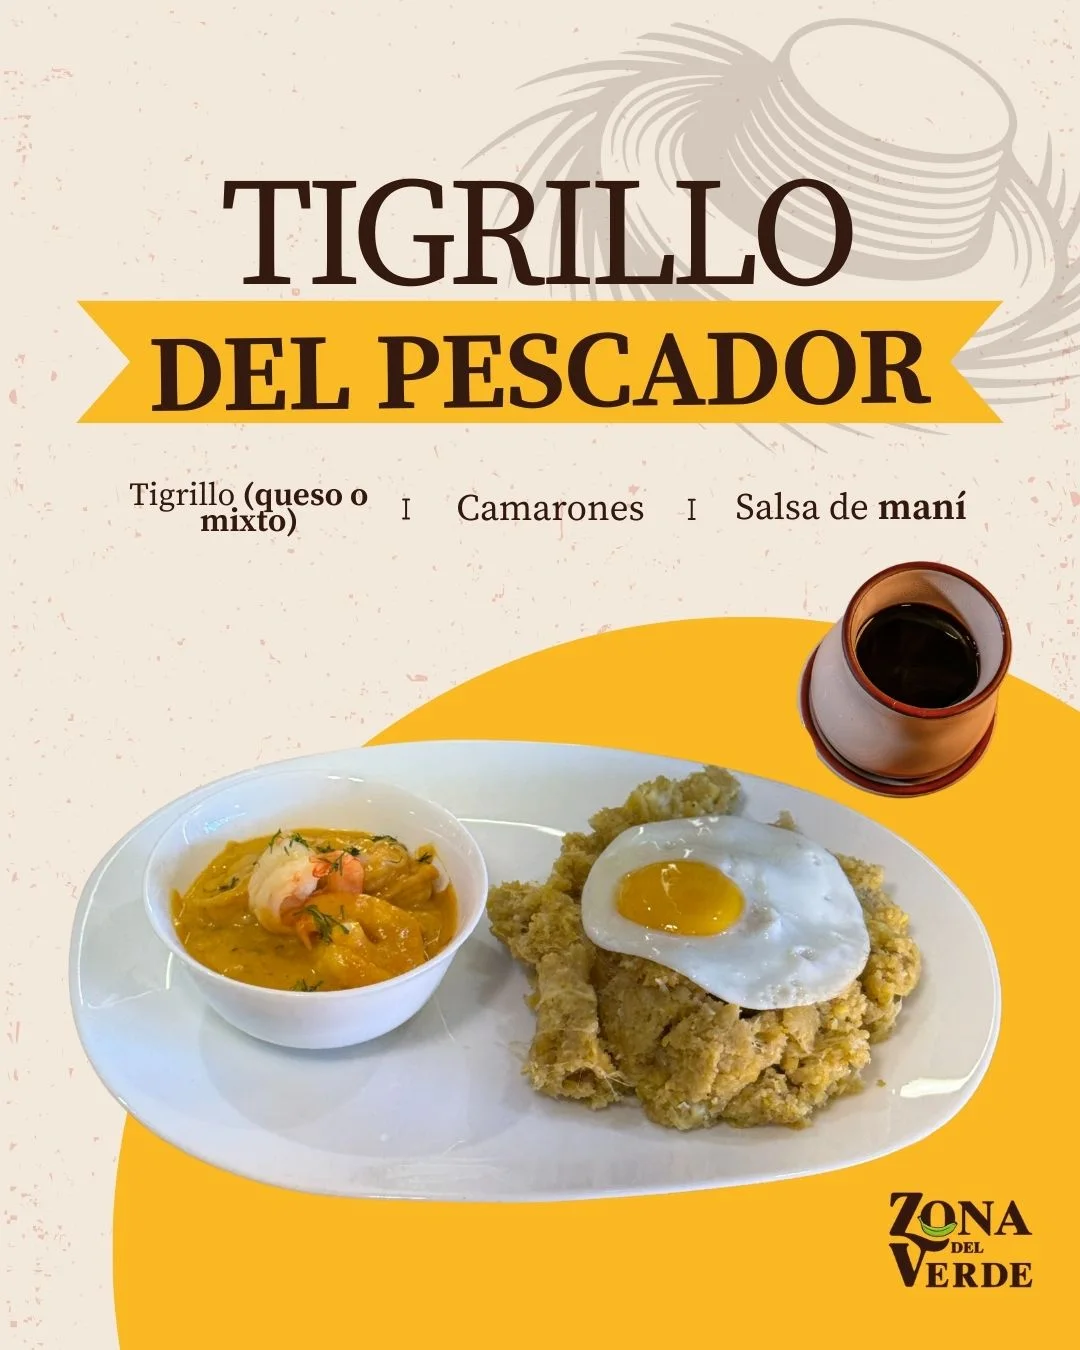 TIGRILLO
DEL PESCADOR
Tigrillo (queso o
mixto)
I
Camarones
I
Salsa de maní
ZONA
DEL
VERDE